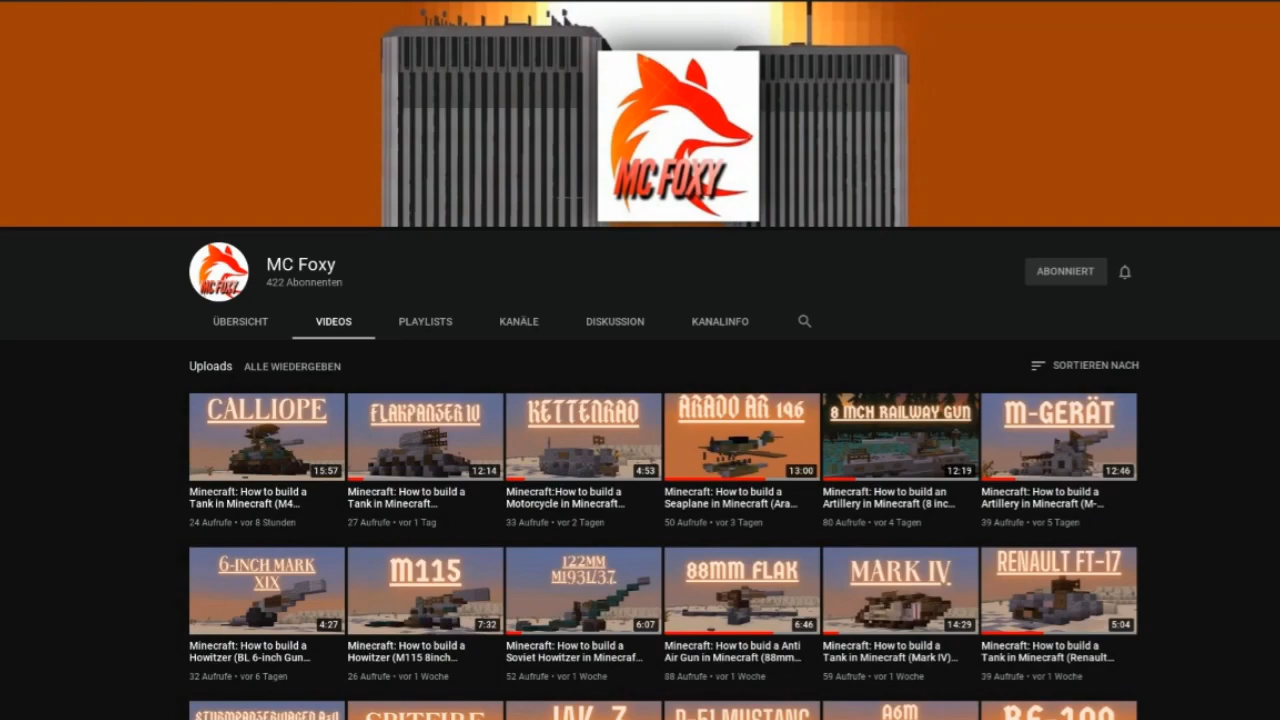 MC FOXY
MC FOXY
MC Foxy
422 Abonnenten
ABONNIERT
ÜBERSICHT VIDEOS PLAYLISTS KANÄLE DISKUSSION KANALINFO
Uploads ALLE WIEDERGEBEN
SORTIEREN NACH
CALLIOPE
15:57
Minecraft: How to build a
Tank in Minecraft (M4...
24 Aufrufe • vor 8 Stunden
FLAKPANZER IV
12:14
Minecraft: How to build a
Tank in Minecraft...
27 Aufrufe • vor 1 Tag
KETTENRAD
4:53
Minecraft:How to build a
Motorcycle in Minecraft...
33 Aufrufe • vor 2 Tagen
ARADO AR 196
13:00
Minecraft: How to build a
Seaplane in Minecraft (Ara...
50 Aufrufe • vor 3 Tagen
8 INCH RAILWAY GUN
12:19
Minecraft: How to build an
Artillery in Minecraft (8 inc...
80 Aufrufe • vor 4 Tagen
M-GERÄT
12:46
Minecraft: How to build a
Artillery in Minecraft (M-...
39 Aufrufe • vor 5 Tagen
6-INCH MARK
XIX
4:27
Minecraft: How to build a
Howitzer (BL 6-inch Gun...
32 Aufrufe • vor 6 Tagen
M115
7:32
Minecraft: How to build a
Howitzer (M115 8inch...
26 Aufrufe • vor 1 Woche
122MM
M1931/37
6:07
Minecraft: How to build a
Soviet Howitzer in Minecraf...
52 Aufrufe • vor 1 Woche
88MM FLAK
6:46
Minecraft: How to buid a Anti
Air Gun in Minecraft (88mm...
88 Aufrufe • vor 1 Woche
MARK IV
14:29
Minecraft: How to build a
Tank in Minecraft (Mark IV)...
59 Aufrufe • vor 1 Woche
RENAULT FT-17
5:04
Minecraft: How to build a
Tank in Minecraft (Renault...
39 Aufrufe • vor 1 Woche
SPITFIRE
JAK 7
P-51 MUSTANG
A6M